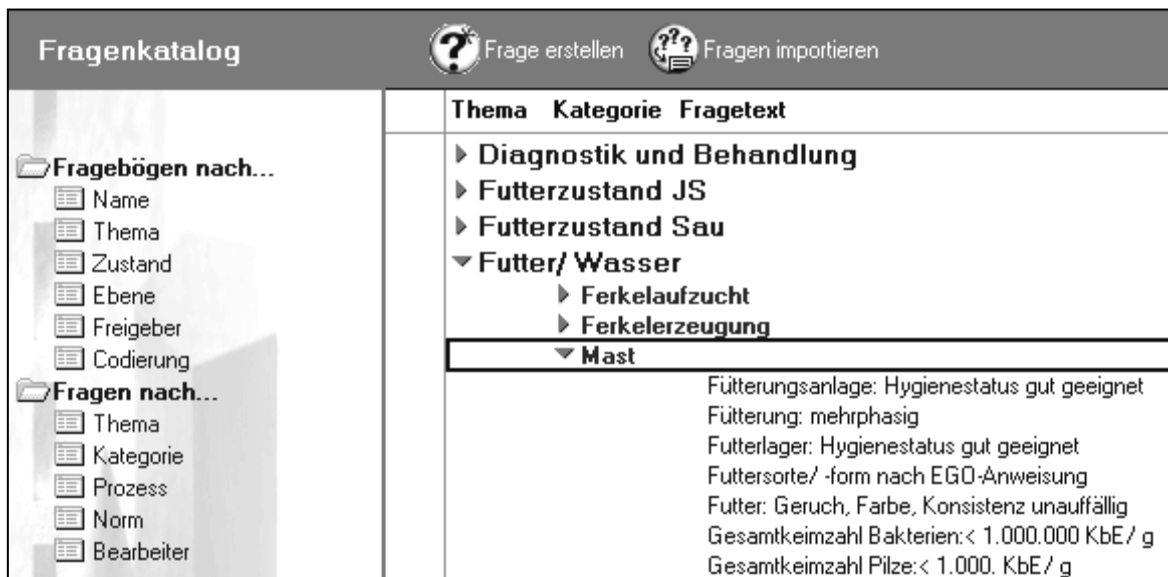 Fragenkatalog
Frage erstellen
Fragen importieren
Fragebögen nach...
Name
Thema
Zustand
Ebene
Freigeber
Codierung
Fragen nach...
Thema
Kategorie
Prozess
Norm
Bearbeiter
Thema Kategorie Fragetext
Diagnostik und Behandlung
Futterzustand JS
Futterzustand Sau
Futter/ Wasser
Ferkelaufzucht
Ferkelerzeugung
Mast
Fütterungsanlage: Hygienestatus gut geeignet
Fütterung: mehrphasig
Futterlager: Hygienestatus gut geeignet
Futtersorte/ -form nach EGO-Anweisung
Futter: Geruch, Farbe, Konsistenz unauffällig
Gesamtkeimzahl Bakterien:< 1.000.000 KbE/ g
Gesamtkeimzahl Pilze:< 1.000. KbE/ g